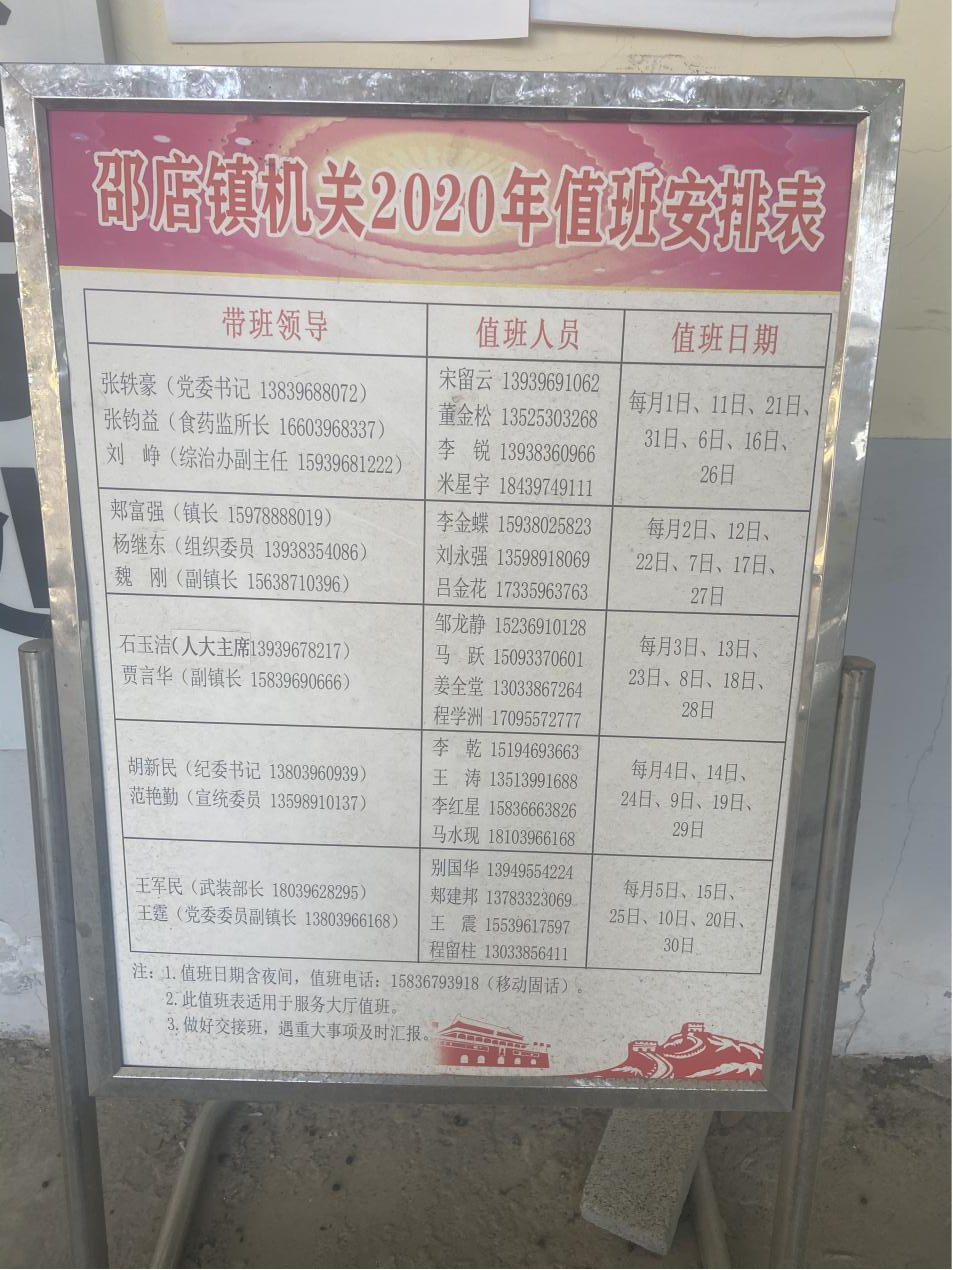 邵店镇机关2020年值班安排表
带班领导 值班人员 值班日期
张轶豪（党委书记 13839688072）
张钧益（食药监所长 16603968337）
刘　峥（综治办副主任 15939681222）
宋留云 13939691062
董金松 13525303268
李　锐 13938360966
米星宇 18439749111
每月1日、11日、21日、
31日、6日、16日、
26日
郏富强（镇长 15978888019）
杨继东（组织委员 13938354086）
魏　刚（副镇长 15638710396）
李金蝶 15938025823
刘永强 13598918069
吕金花 17335963763
每月2日、12日、
22日、7日、17日、
27日
石玉洁（人大主席13939678217）
贾言华（副镇长 15839690666）
邹龙静 15236910128
马　跃 15093370601
姜全堂 13033867264
程学洲 17095572777
每月3日、13日、
23日、8日、18日、
28日
胡新民（纪委书记 13803960939）
范艳勤（宣统委员 13598910137）
李　乾 15194693663
王　涛 13513991688
李红星 15836663826
马水现 18103966168
每月4日、14日、
24日、9日、19日、
29日
王军民（武装部长 18039628295）
王霆（党委委员副镇长 13803966168）
别国华 13949554224
郏建邦 13783323069
王　震 15539617597
程留柱 13033856411
每月5日、15日、
25日、10日、20日、
30日
注：1.值班日期含夜间，值班电话：15836793918（移动固话）。
2.此值班表适用于服务大厅值班。
3.做好交接班，遇重大事项及时汇报。